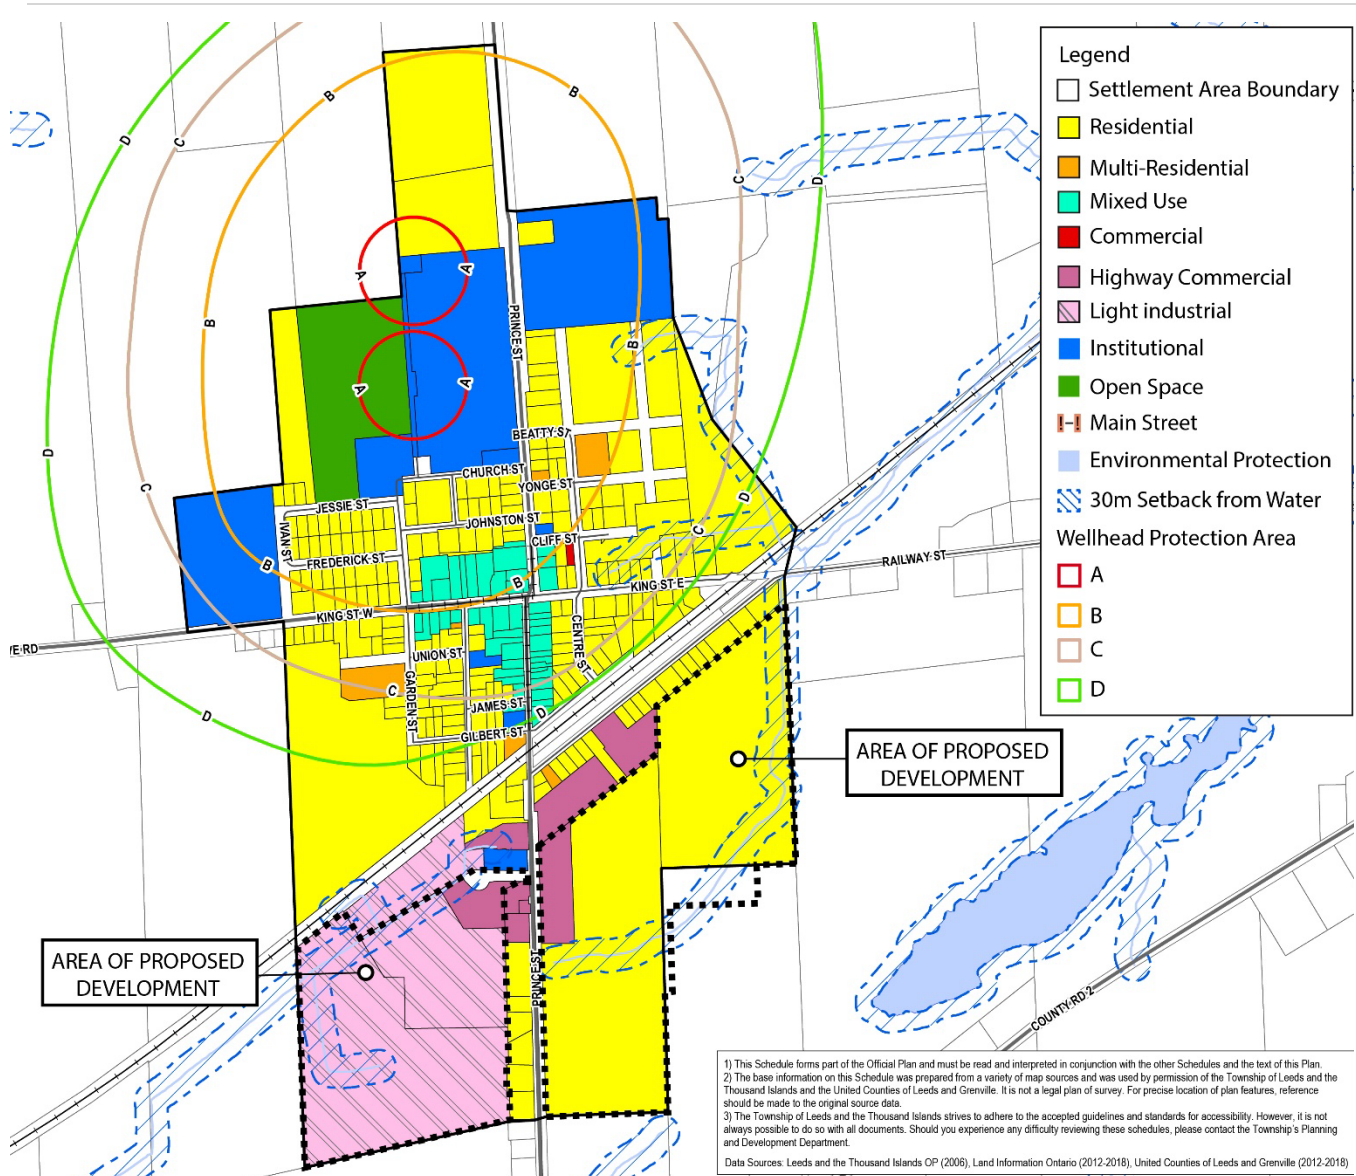 Legend
Settlement Area Boundary
Residential
Multi-Residential
Mixed Use
Commercial
Highway Commercial
Light industrial
Institutional
Open Space
Main Street
Environmental Protection
30m Setback from Water
Wellhead Protection Area
A
B
C
D
B
B
D
C
C
D
A
A
B
PRINCE ST
B
A
A
D
BEATTY ST
CHURCH ST
C
YONGE ST
D
JESSIE ST
JOHNSTON ST
IVAN ST
CLIFF ST
C
FREDERICK ST
B
RAILWAY ST
B
KING ST E
KING ST W
VE RD
CENTRE ST
UNION ST
C
GARDEN ST
JAMES ST
D
D
GILBERT ST
AREA OF PROPOSED
DEVELOPMENT
AREA OF PROPOSED
DEVELOPMENT
PRINCE ST
COUNTY RD 2
1) This Schedule forms part of the Official Plan and must be read and interpreted in conjunction with the other Schedules and the text of this Plan.
2) The base information on this Schedule was prepared from a variety of map sources and was used by permission of the Township of Leeds and the
Thousand Islands and the United Counties of Leeds and Grenville. It is not a legal plan of survey. For precise location of plan features, reference
should be made to the original source data.
3) The Township of Leeds and the Thousand Islands strives to adhere to the accepted guidelines and standards for accessibility. However, it is not
always possible to do so with all documents. Should you experience any difficulty reviewing these schedules, please contact the Township's Planning
and Development Department.
Data Sources: Leeds and the Thousand Islands OP (2006), Land Information Ontario (2012-2018), United Counties of Leeds and Grenville (2012-2018)